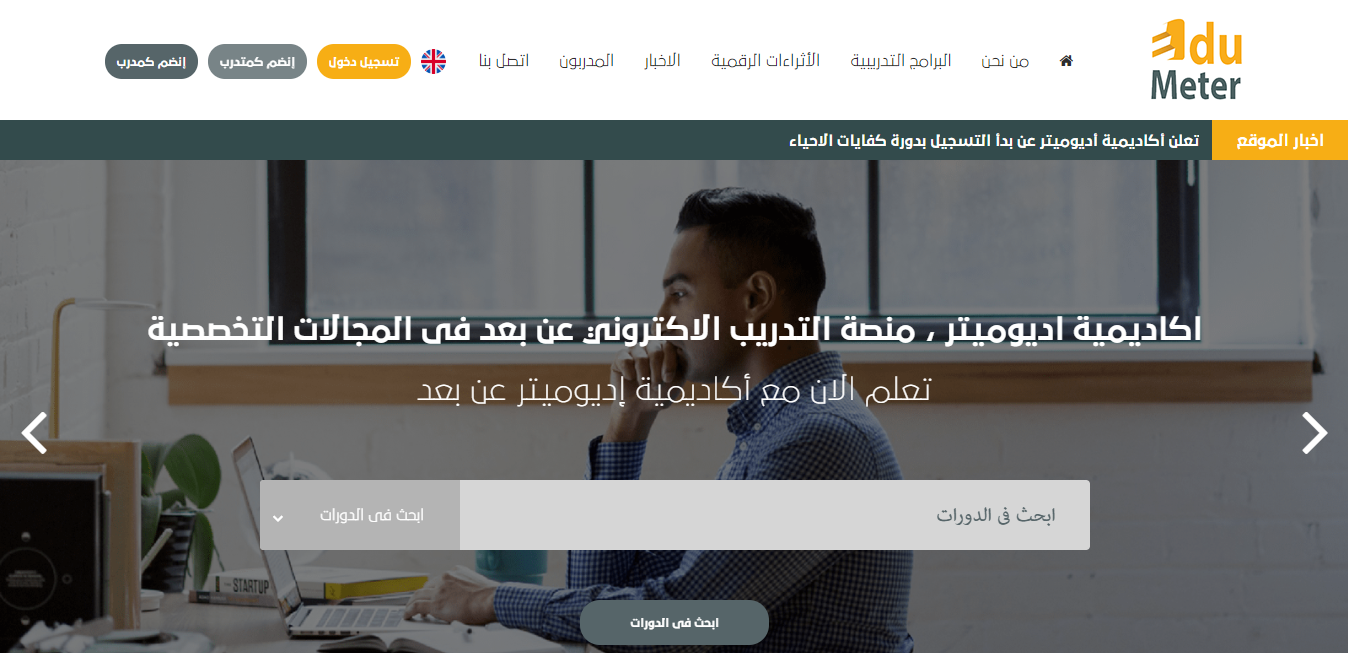 Edu
Meter
من نحن
البرامج التدريبية
الأثراءات الرقمية
الاخبار
المدربون
اتصل بنا
تسجيل دخول
إنضم كمتدرب
إنضم كمدرب
اخبار الموقع
تعلن أكاديمية أديوميتر عن بدأ التسجيل بدورة كفايات الاحياء
اكاديمية اديوميتر ، منصة التدريب الاكتروني عن بعد فى المجالات التخصصية
تعلم الان مع أكاديمية إديوميتر عن بعد
ابحث فى الدورات
ابحث فى الدورات
STARTUP
ابحث فى الدورات